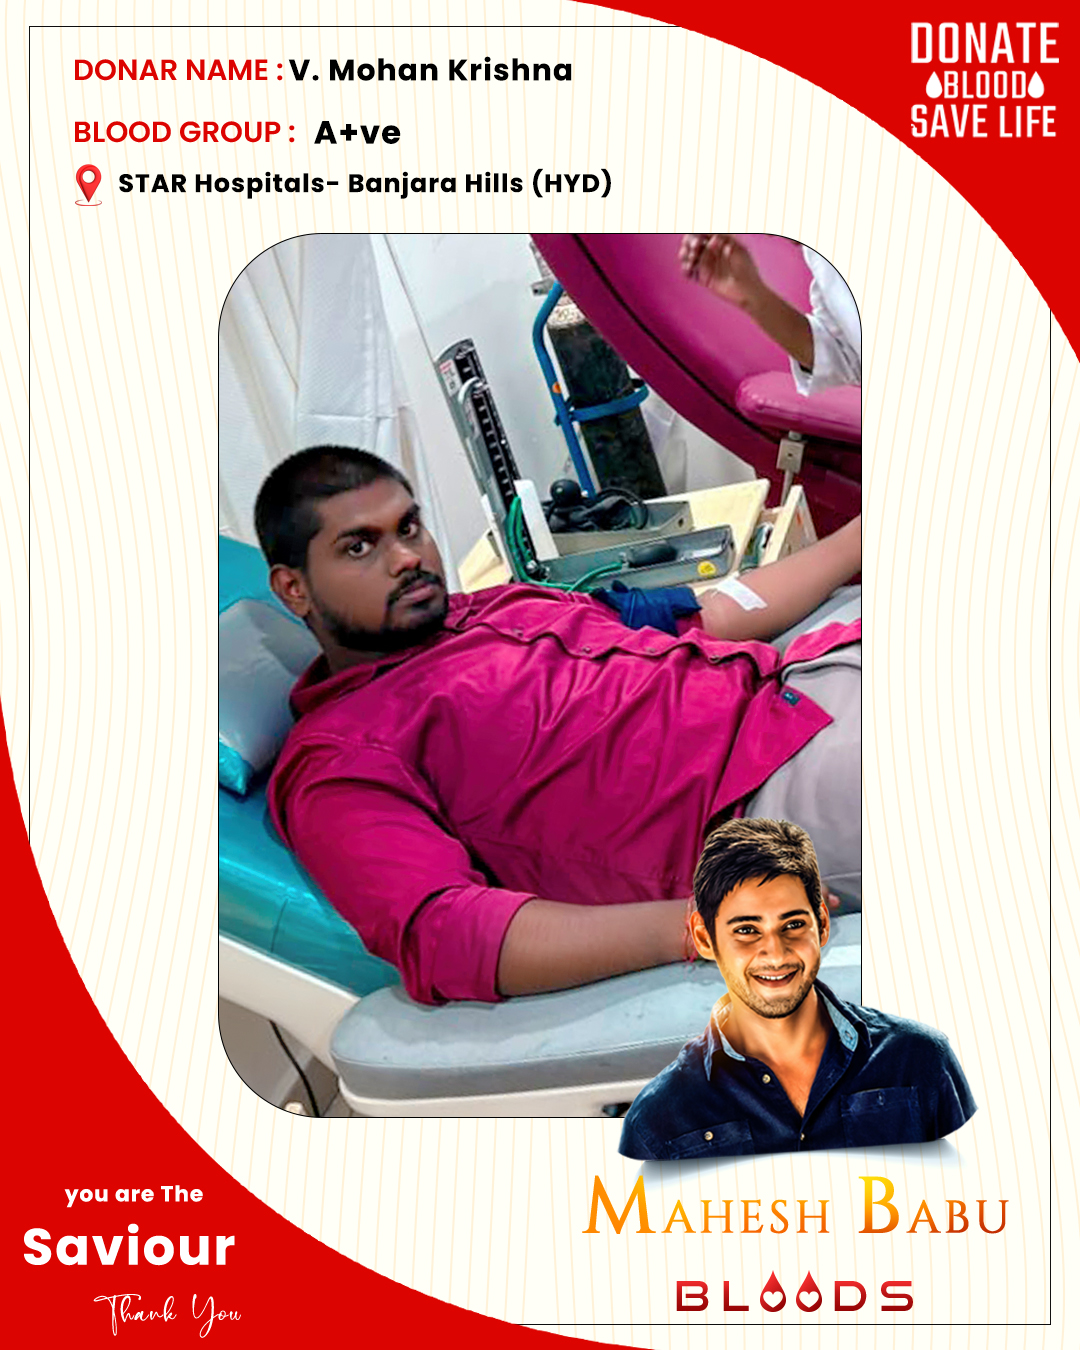 DONATE
BLOOD
SAVE LIFE
DONAR NAME : V. Mohan Krishna
BLOOD GROUP : A+ve
STAR Hospitals- Banjara Hills (HYD)
you are The
Saviour
Thank You
MAHESH BABU
BLOODS